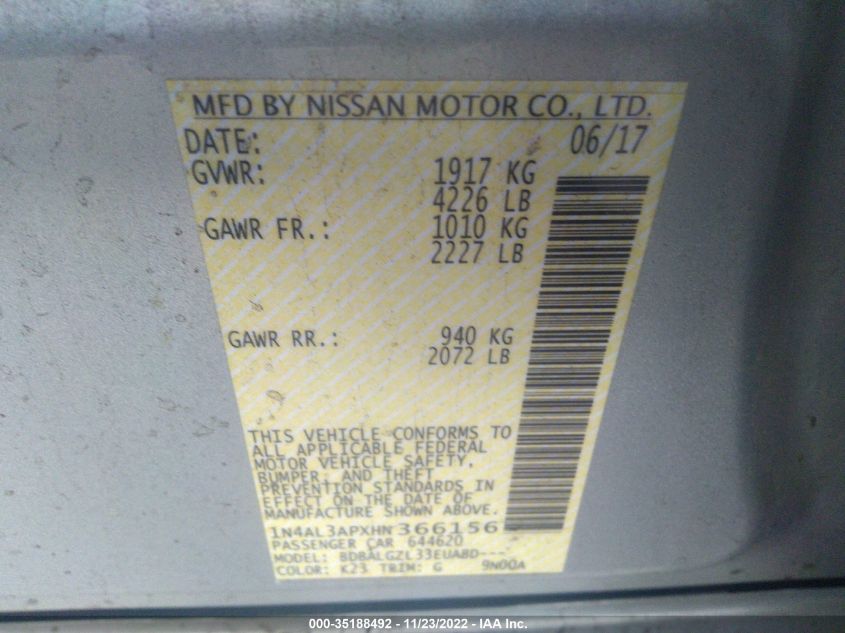 MFD BY NISSAN MOTOR CO., LTD.
DATE: 06/17
GVWR: 1917 KG
4226 LB
GAWR FR.: 1010 KG
2227 LB
GAWR RR.: 940 KG
2072 LB
THIS VEHICLE CONFORMS TO
ALL APPLICABLE FEDERAL
MOTOR VEHICLE SAFETY,
BUMPER, AND THEFT
PREVENTION STANDARDS IN
EFFECT ON THE DATE OF
MANUFACTURE SHOWN ABOVE.
1N4AL3APXHN366156
PASSENGER CAR 644620
MODEL: BDBALGZL33EUABD---
COLOR: K23 TRIM: G 9N00A
000-35188492 - 11/23/2022 - IAA Inc.